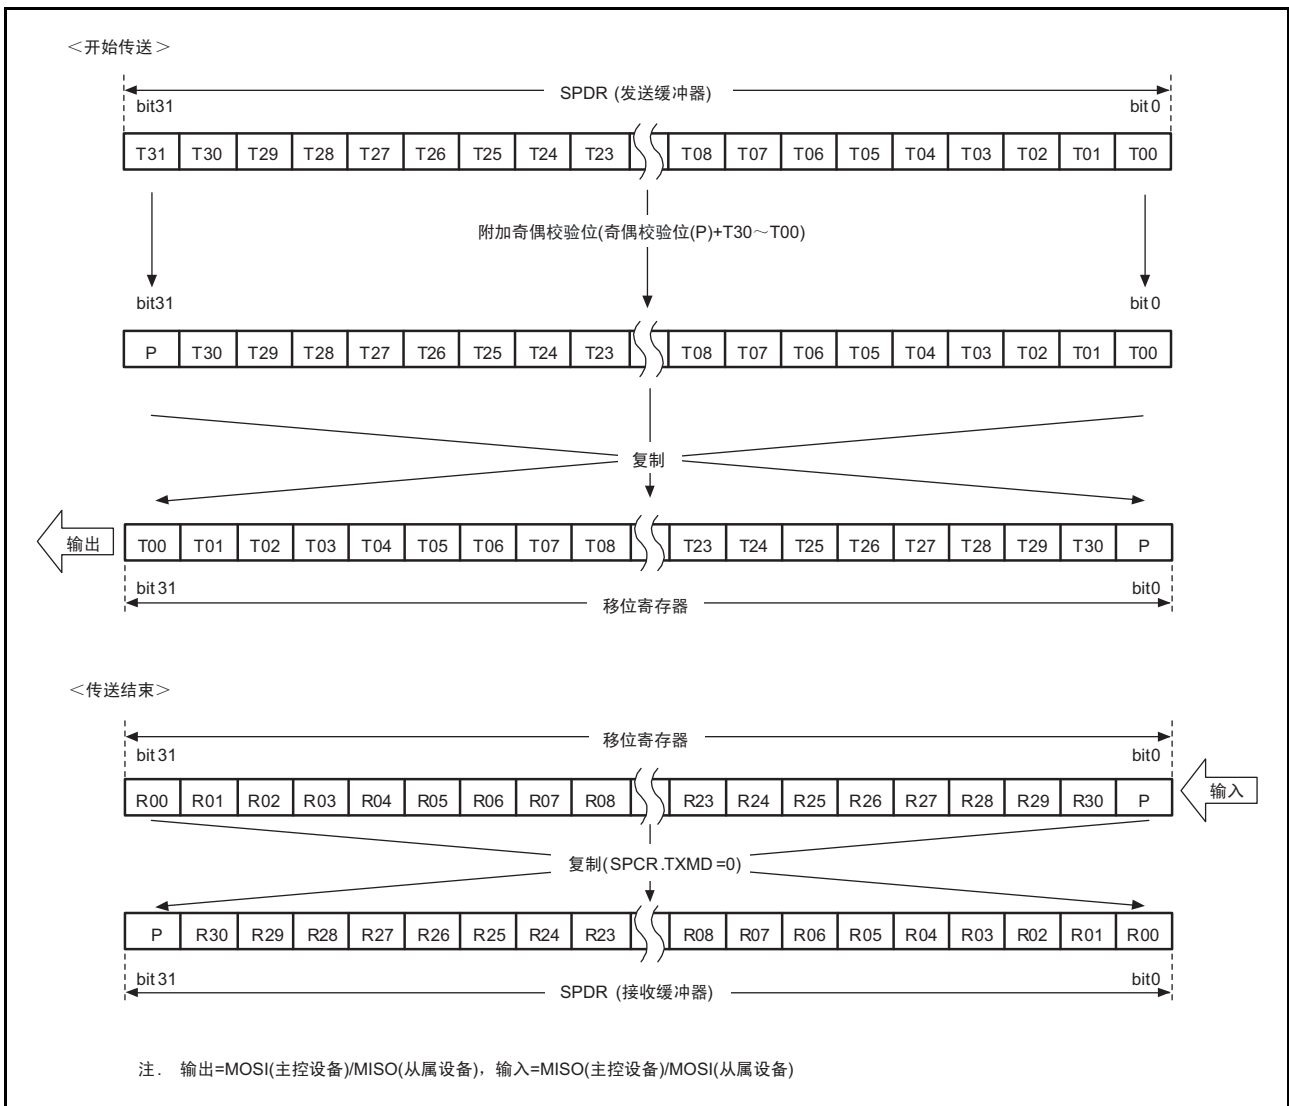 ＜开始传送＞
SPDR (发送缓冲器)
bit31 bit 0
T31 T30 T29 T28 T27 T26 T25 T24 T23 T08 T07 T06 T05 T04 T03 T02 T01 T00
附加奇偶校验位(奇偶校验位(P)+T30～T00)
bit31 bit 0
P T30 T29 T28 T27 T26 T25 T24 T23 T08 T07 T06 T05 T04 T03 T02 T01 T00
复制
输出 T00 T01 T02 T03 T04 T05 T06 T07 T08 T23 T24 T25 T26 T27 T28 T29 T30 P
bit 31 bit0
移位寄存器
＜传送结束＞
移位寄存器
bit 31 bit0
R00 R01 R02 R03 R04 R05 R06 R07 R08 R23 R24 R25 R26 R27 R28 R29 R30 P 输入
复制(SPCR.TXMD =0)
P R30 R29 R28 R27 R26 R25 R24 R23 R08 R07 R06 R05 R04 R03 R02 R01 R00
bit 31 bit0
SPDR (接收缓冲器)
注. 输出=MOSI(主控设备)/MISO(从属设备)，输入=MISO(主控设备)/MOSI(从属设备)